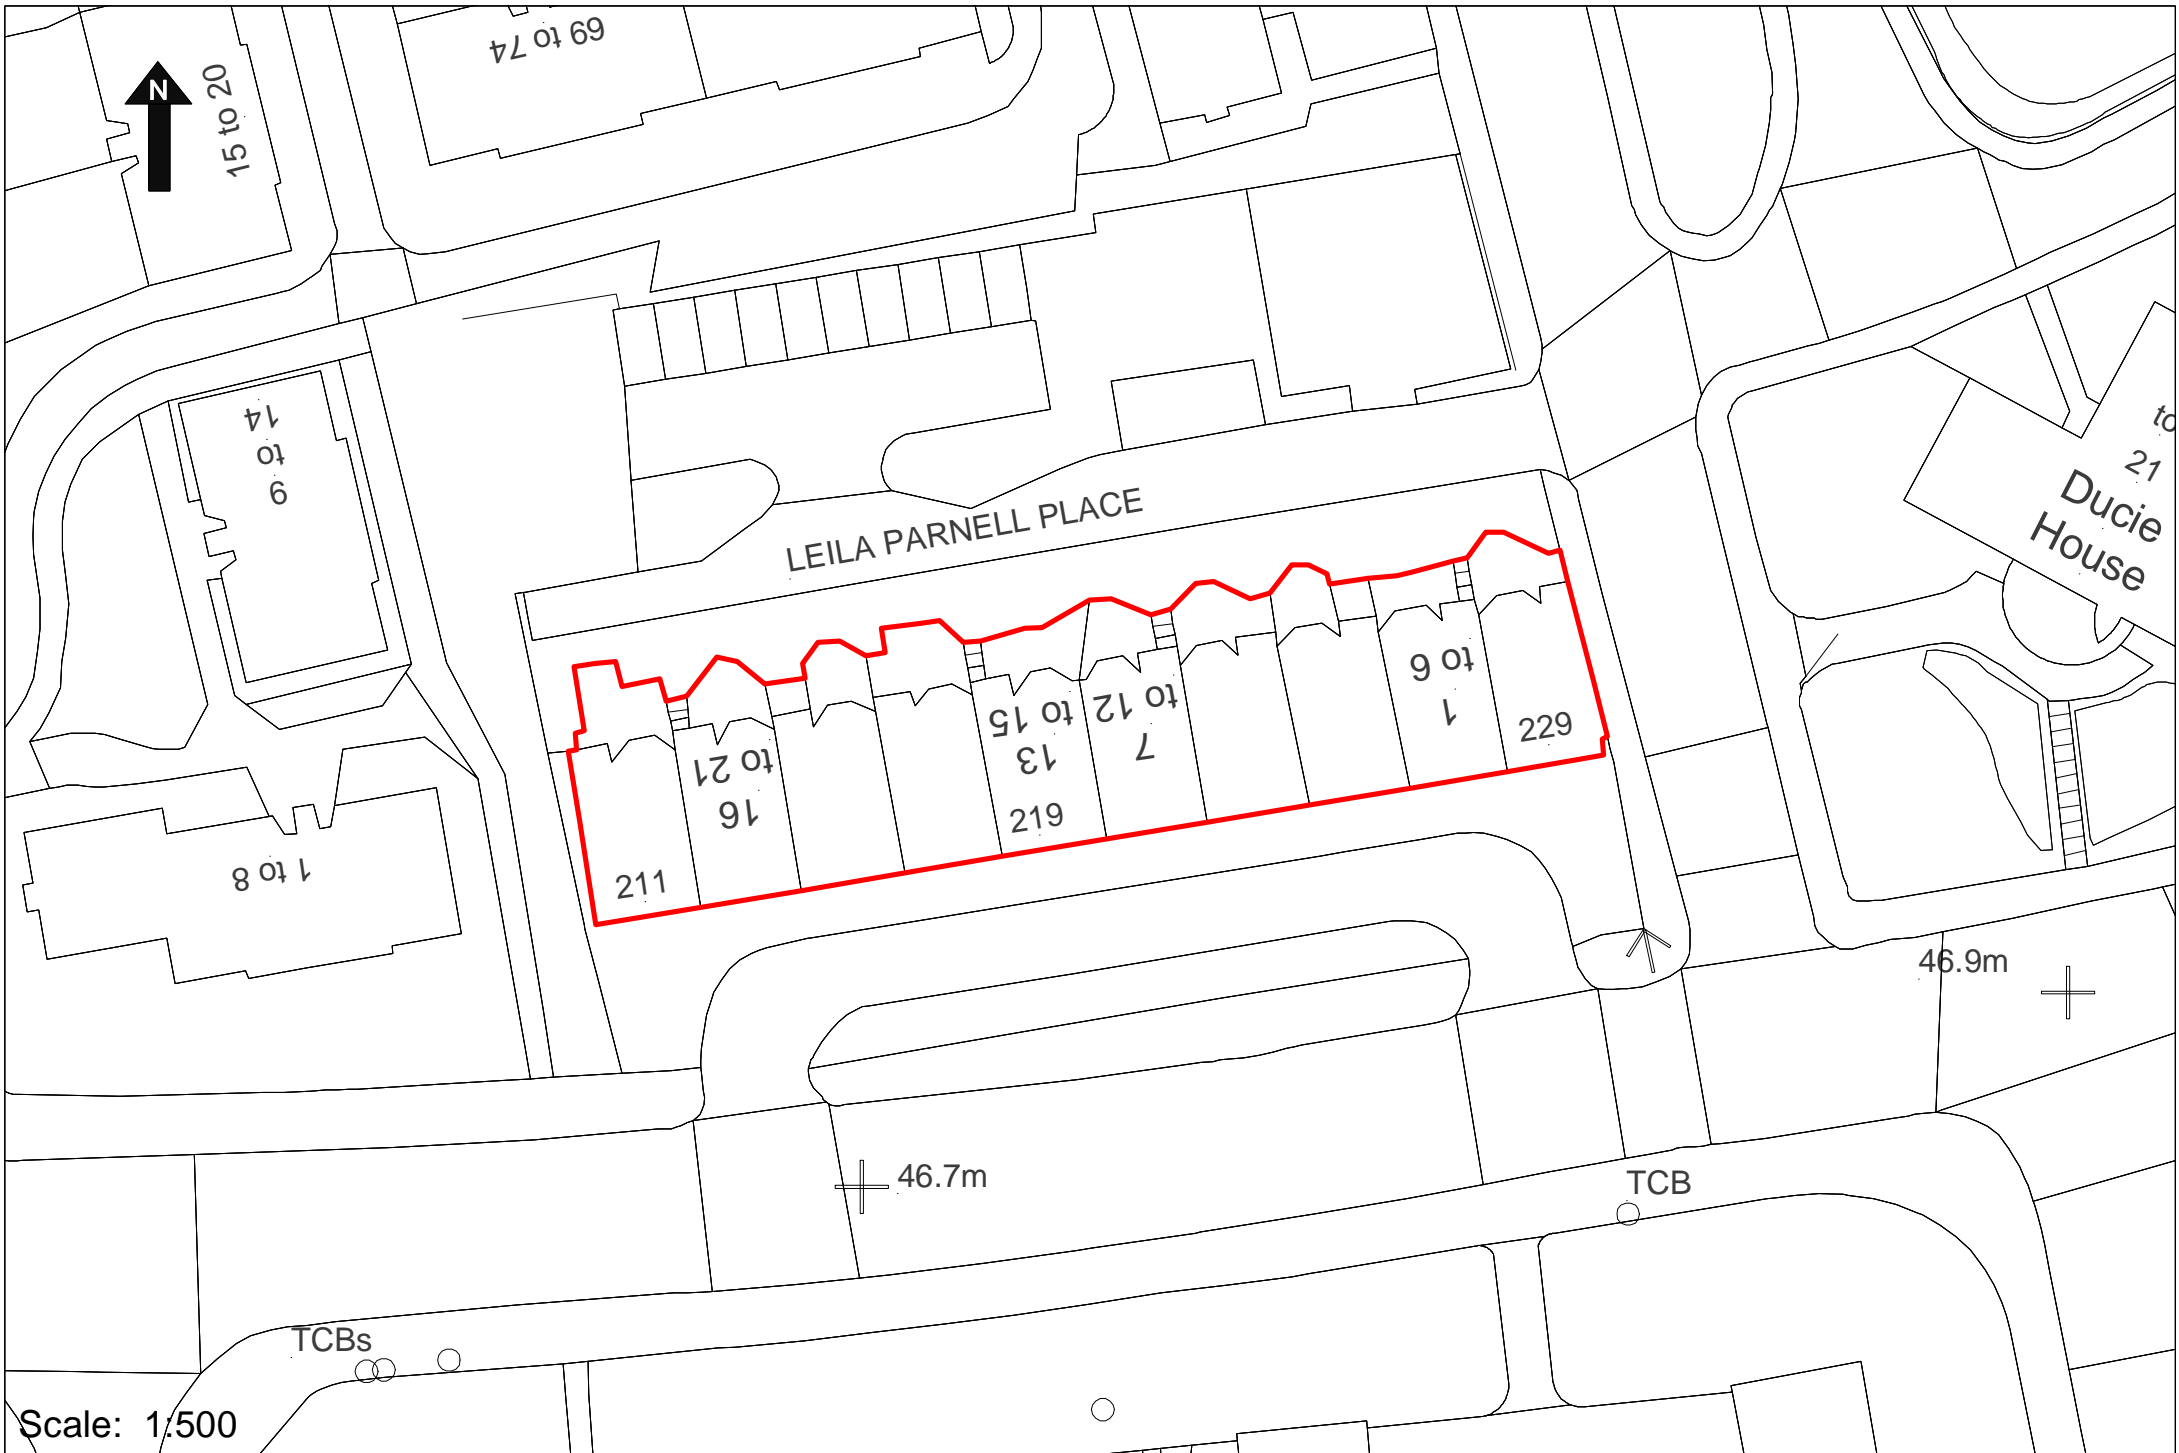 69 to 74
N
15 to 20
14
to
9
to
21
Ducie
House
LEILA PARNELL PLACE
1
to 6
229
7
to 12
13
to 15
219
16
to 21
211
1 to 8
46.9m
46.7m
TCB
TCBs
Scale: 1:500